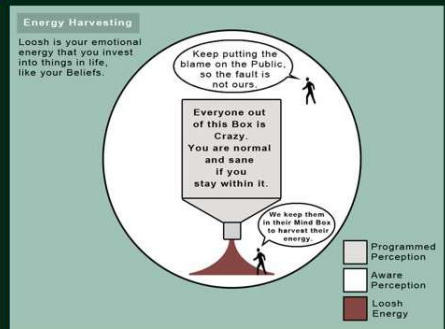 Energy Harvesting
Loosh is your emotional
energy that you invest
into things in life,
like your Beliefs.
Keep putting the
blame on the Public,
so the fault is
not ours.
Everyone out
of this Box is
Crazy.
You are normal
and sane
if you
stay within it.
We keep them
in their Mind Box
to harvest their
energy.
Programmed
Perception
Aware
Perception
Loosh
Energy